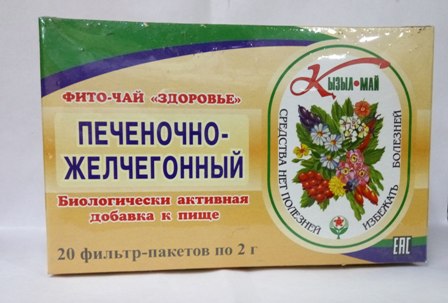 ФИТО-ЧАЙ «ЗДОРОВЬЕ»
ПЕЧЕНОЧНО-
ЖЕЛЧЕГОННЫЙ
Биологически активная
добавка к пище
20 фильтр-пакетов по 2 г
КЫЗЫЛ•МАЙ
СРЕДСТВА НЕТ ПОЛЕЗНЕЙ
ИЗБЕЖАТЬ БОЛЕЗНЕЙ
ЕАС